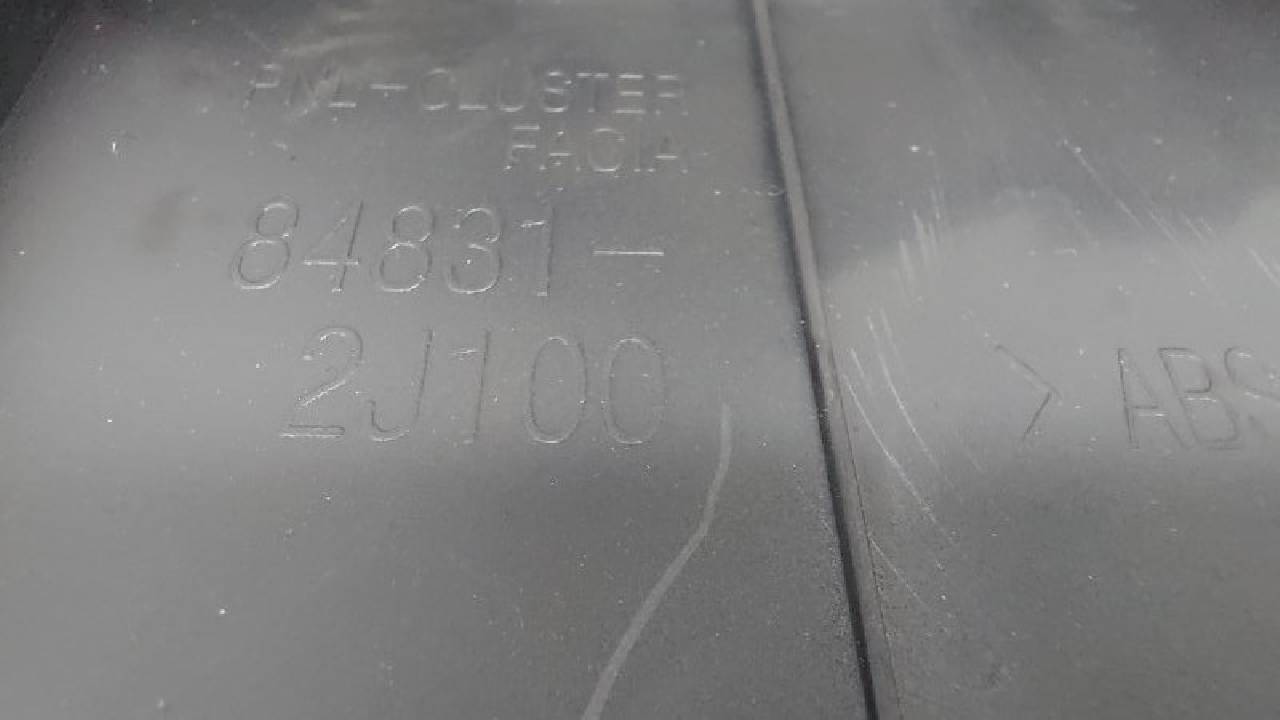 PNL-CLUSTER
FACIA
84831-
2J100
>ABS